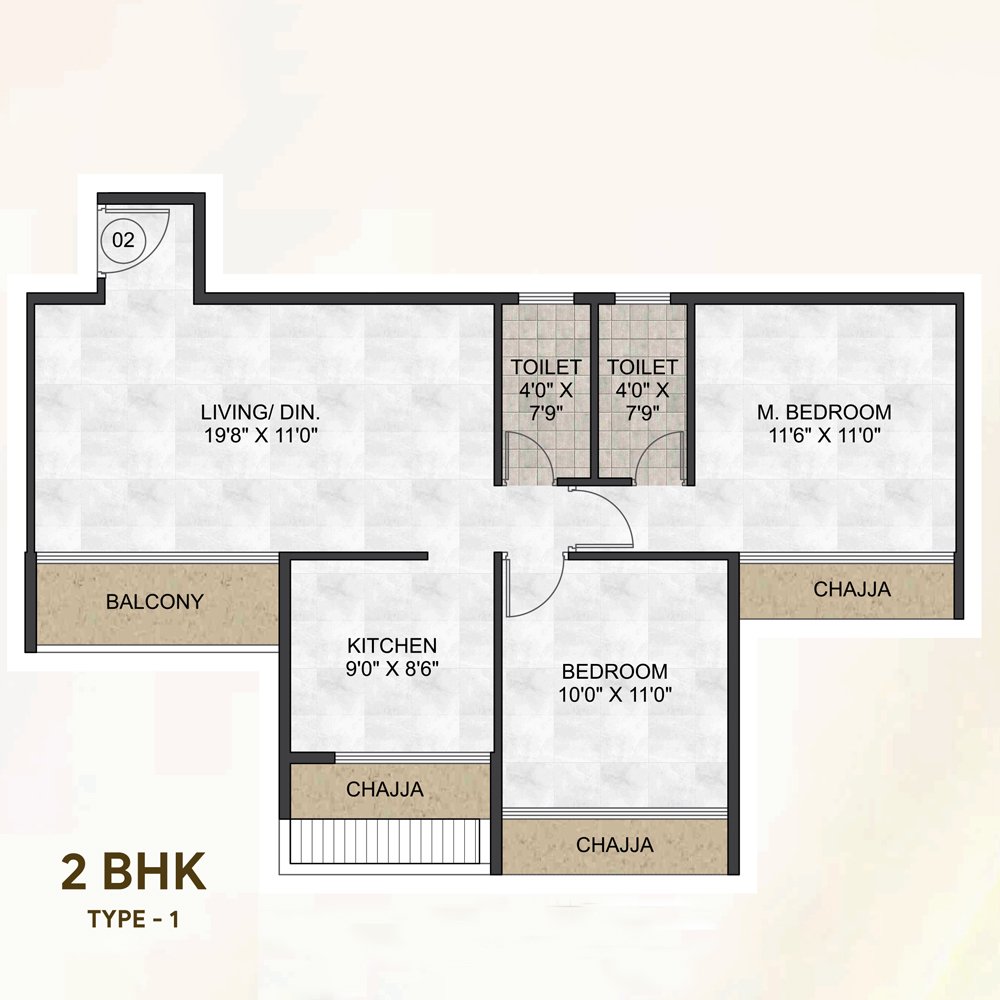 02
LIVING/ DIN.
19'8" X 11'0"
TOILET
4'0" X
7'9"
TOILET
4'0" X
7'9"
M. BEDROOM
11'6" X 11'0"
BALCONY
CHAJJA
KITCHEN
9'0" X 8'6"
BEDROOM
10'0" X 11'0"
CHAJJA
CHAJJA
2 BHK
TYPE - 1